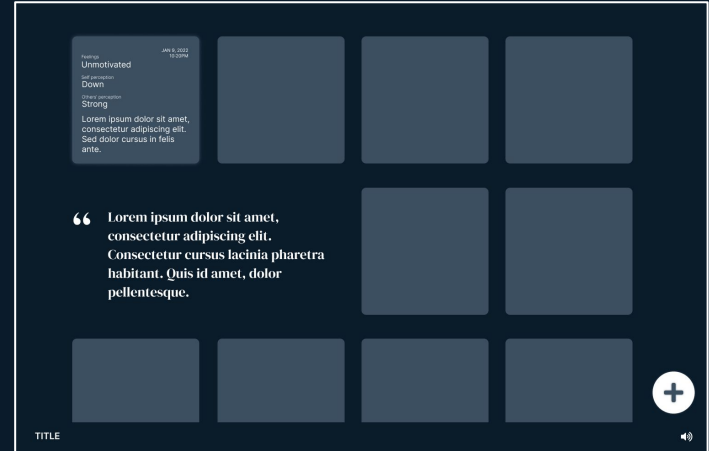 JAN 9, 2022
10:20PM
Feelings
Unmotivated
Self perception
Down
Others' perception
Strong
Lorem ipsum dolor sit amet,
consectetur adipiscing elit.
Sed dolor cursus in felis
ante.
“ Lorem ipsum dolor sit amet,
consectetur adipiscing elit.
Consectetur cursus lacinia pharetra
habitant. Quis id amet, dolor
pellentesque.
TITLE